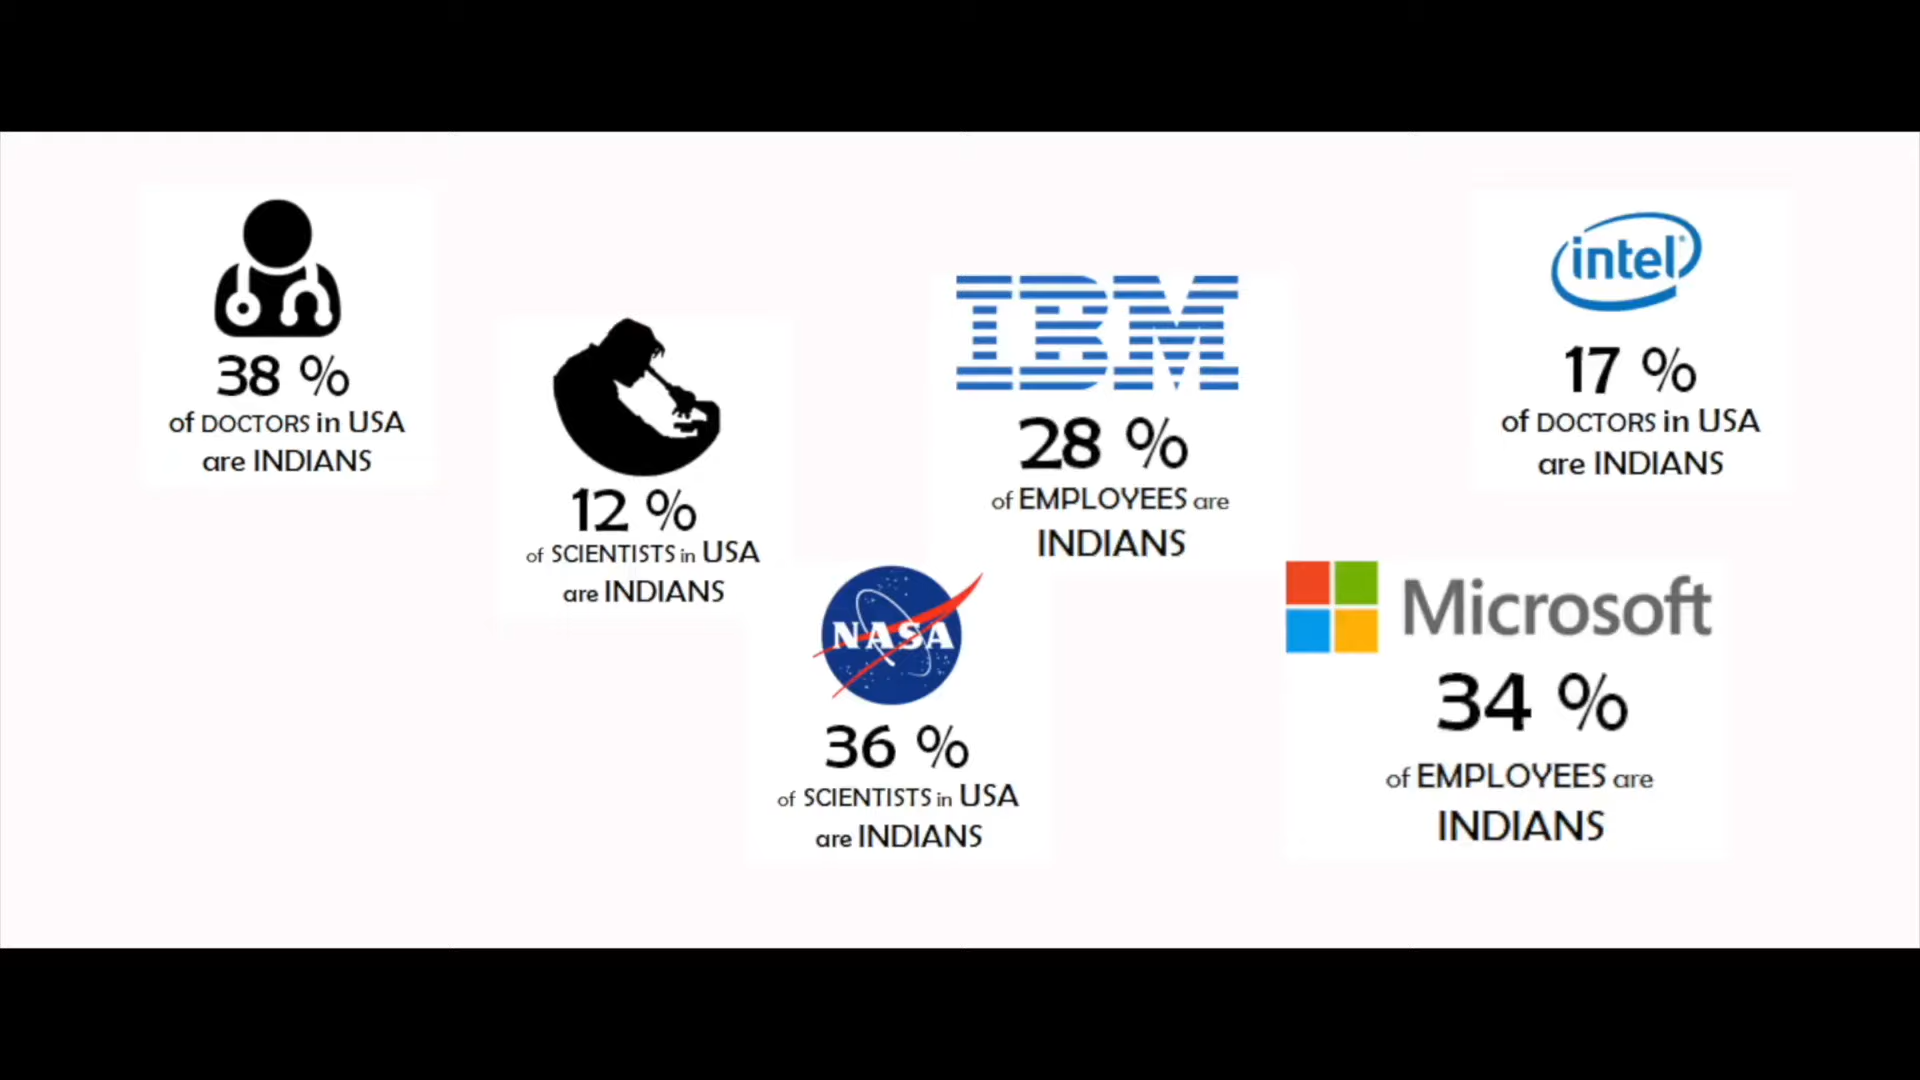 38 %
of DOCTORS in USA
are INDIANS
12 %
of SCIENTISTS in USA
are INDIANS
IBM
28 %
of EMPLOYEES are
INDIANS
intel
17 %
of DOCTORS in USA
are INDIANS
NASA
36 %
of SCIENTISTS in USA
are INDIANS
Microsoft
34 %
of EMPLOYEES are
INDIANS